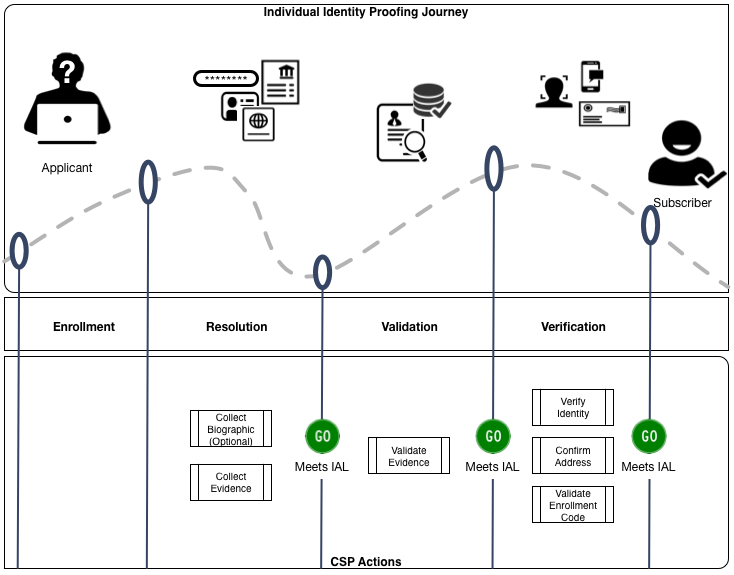 Individual Identity Proofing Journey
?
********
Applicant
Subscriber
Enrollment
Resolution
Validation
Verification
Collect
Biographic
(Optional)
Collect
Evidence
GO
Meets IAL
Validate
Evidence
GO
Meets IAL
Verify
Identity
Confirm
Address
Validate
Enrollment
Code
GO
Meets IAL
CSP Actions